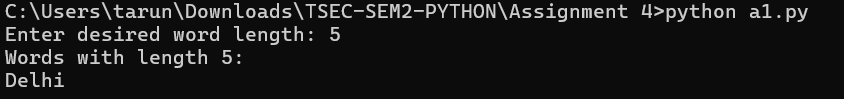 C:\Users\tarun\Downloads\TSEC-SEM2-PYTHON\Assignment 4>python a1.py
Enter desired word length: 5
Words with length 5:
Delhi